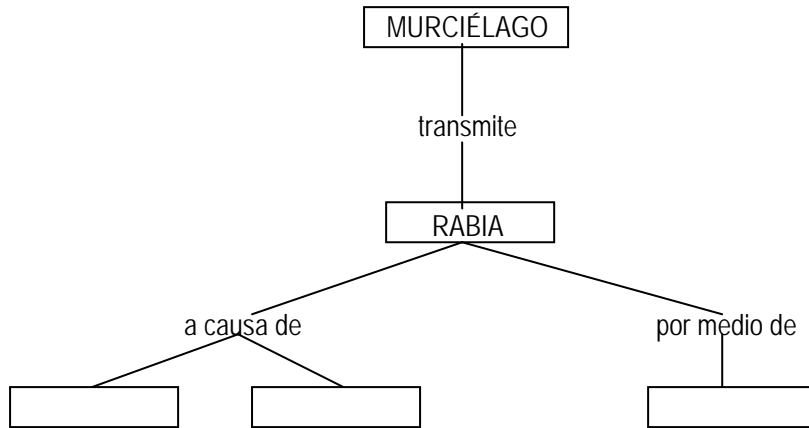 MURCIÉLAGO
transmite
RABIA
a causa de
por medio de